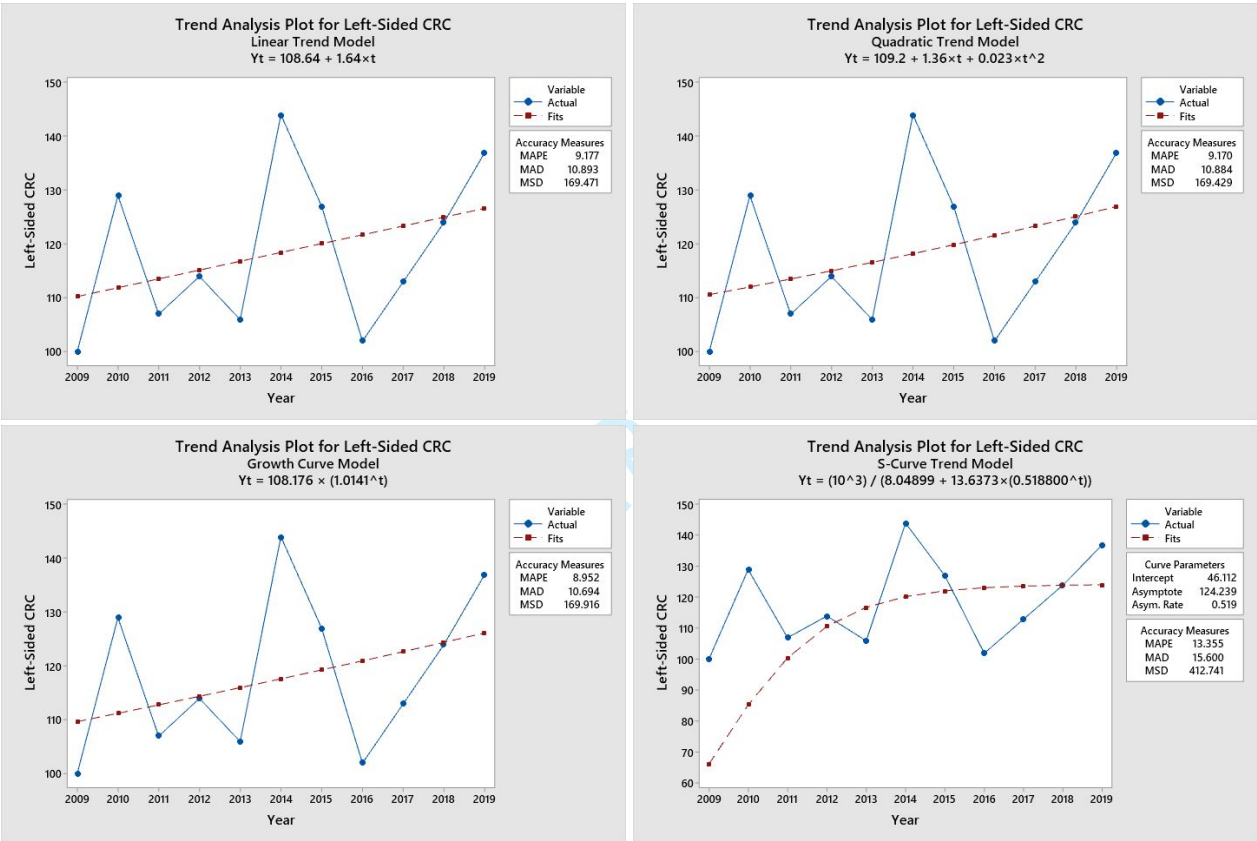 Trend Analysis Plot for Left-Sided CRC
Linear Trend Model
Yt = 108.64 + 1.64×t
150
140
130
120
110
100
Left-Sided CRC
2009 2010 2011 2012 2013 2014 2015 2016 2017 2018 2019
Year
Variable
Actual
Fits
Accuracy Measures
MAPE 9.177
MAD 10.893
MSD 169.471
Trend Analysis Plot for Left-Sided CRC
Quadratic Trend Model
Yt = 109.2 + 1.36×t + 0.023×t^2
150
140
130
120
110
100
Left-Sided CRC
2009 2010 2011 2012 2013 2014 2015 2016 2017 2018 2019
Year
Variable
Actual
Fits
Accuracy Measures
MAPE 9.170
MAD 10.884
MSD 169.429
Trend Analysis Plot for Left-Sided CRC
Growth Curve Model
Yt = 108.176 × (1.0141^t)
150
140
130
120
110
100
Left-Sided CRC
2009 2010 2011 2012 2013 2014 2015 2016 2017 2018 2019
Year
Variable
Actual
Fits
Accuracy Measures
MAPE 8.952
MAD 10.694
MSD 169.916
Trend Analysis Plot for Left-Sided CRC
S-Curve Trend Model
Yt = (10^3) / (8.04899 + 13.6373×(0.518800^t))
150
140
130
120
110
100
90
80
70
60
Left-Sided CRC
2009 2010 2011 2012 2013 2014 2015 2016 2017 2018 2019
Year
Variable
Actual
Fits
Curve Parameters
Intercept 46.112
Asymptote 124.239
Asym. Rate 0.519
Accuracy Measures
MAPE 13.355
MAD 15.600
MSD 412.741